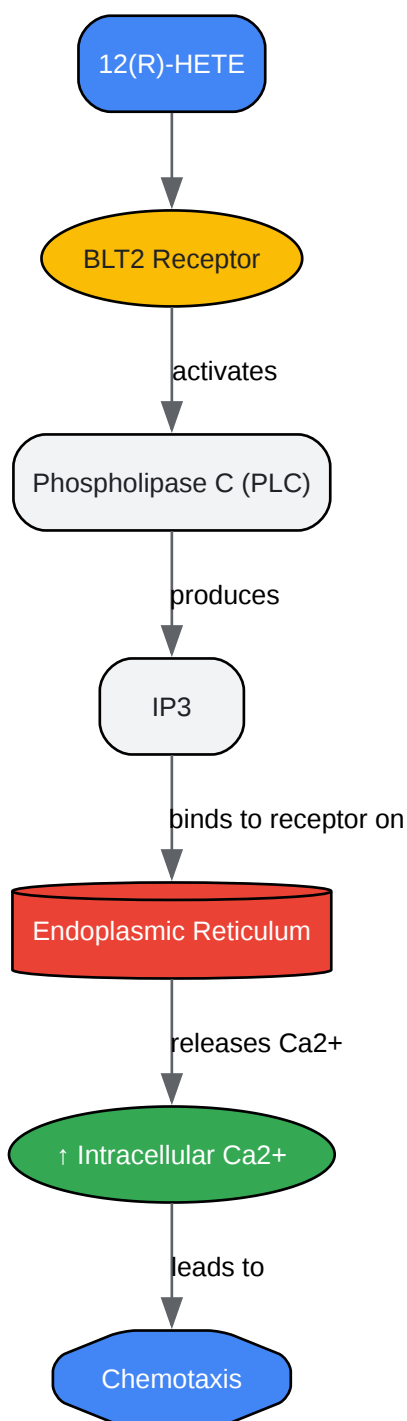 12(R)-HETE
BLT2 Receptor
activates
Phospholipase C (PLC)
produces
IP3
binds to receptor on
Endoplasmic Reticulum
releases Ca2+
↑ Intracellular Ca2+
leads to
Chemotaxis